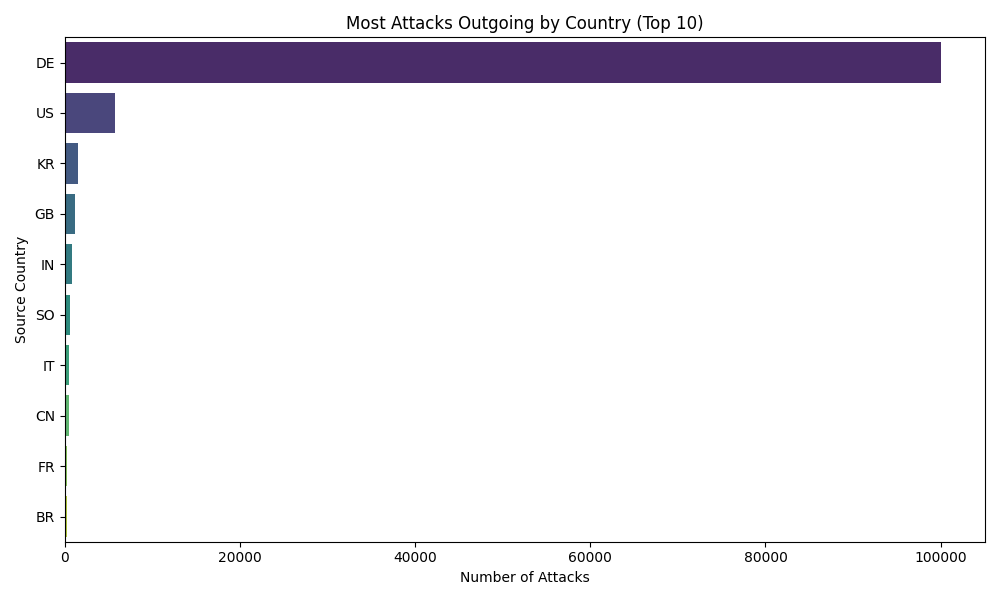 Most Attacks Outgoing by Country (Top 10)
DE
US
KR
GB
IN
SO
IT
CN
FR
BR
Source Country
0 20000 40000 60000 80000 100000
Number of Attacks